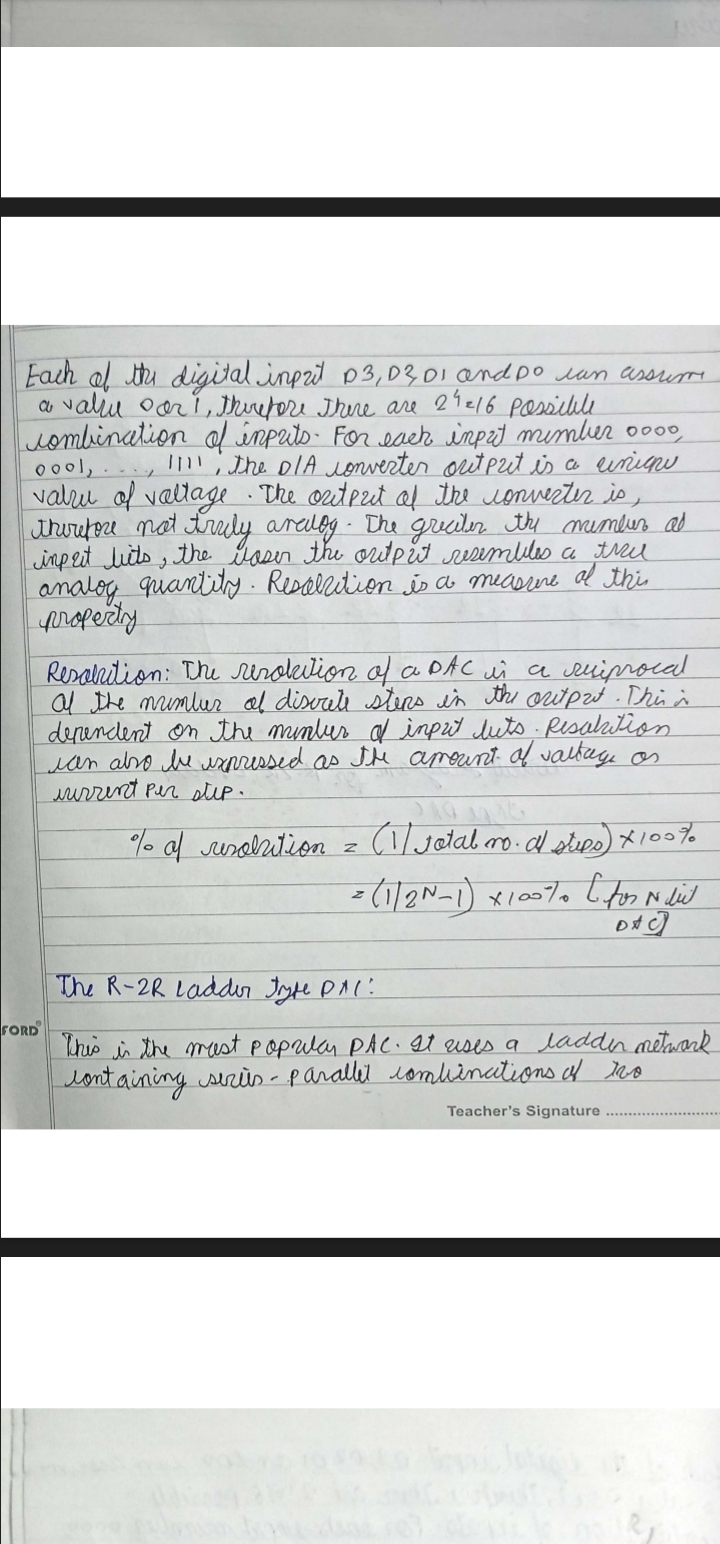 Each of the digital input D3, D2, D1 and D0 can assume
a value 0 or 1, therefore there are 2⁴=16 possible
combination of inputs. For each input number 0000,
0001, ..., 1111, the D/A converter output is a unique
value of voltage. The output of the converter is,
therefore not truly analog. The greater the number of
input bits, the closer the output resembles a true
analog quantity. Resolution is a measure of this
property
Resolution: The resolution of a DAC is a reciprocal
of the number of discrete steps in the output. This is
dependent on the number of input bits. Resolution
can also be expressed as the amount of voltage or
current per step.
% of resolution = (1/total no. of steps) ×100%
= (1/2ᴺ-1) ×100% [for N bit
DAC]
The R-2R Ladder type DAC:
FORD
This is the most popular DAC. It uses a ladder network
containing series-parallel combinations of two
Teacher's Signature ........................